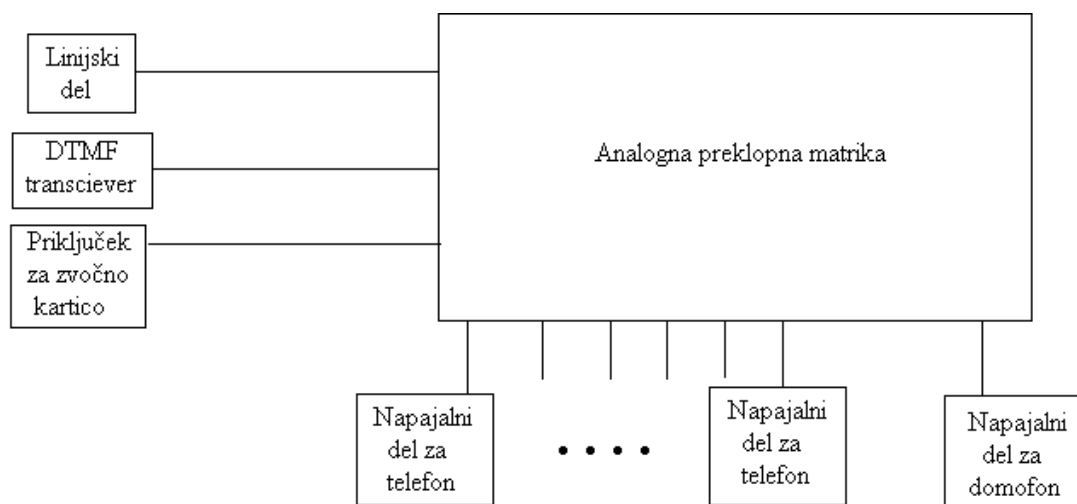 Linijski
del
DTMF
transciever
Priključek
za zvočno
kartico
Analogna preklopna matrika
Napajalni
del za
telefon
Napajalni
del za
telefon
Napajalni
del za
domofon